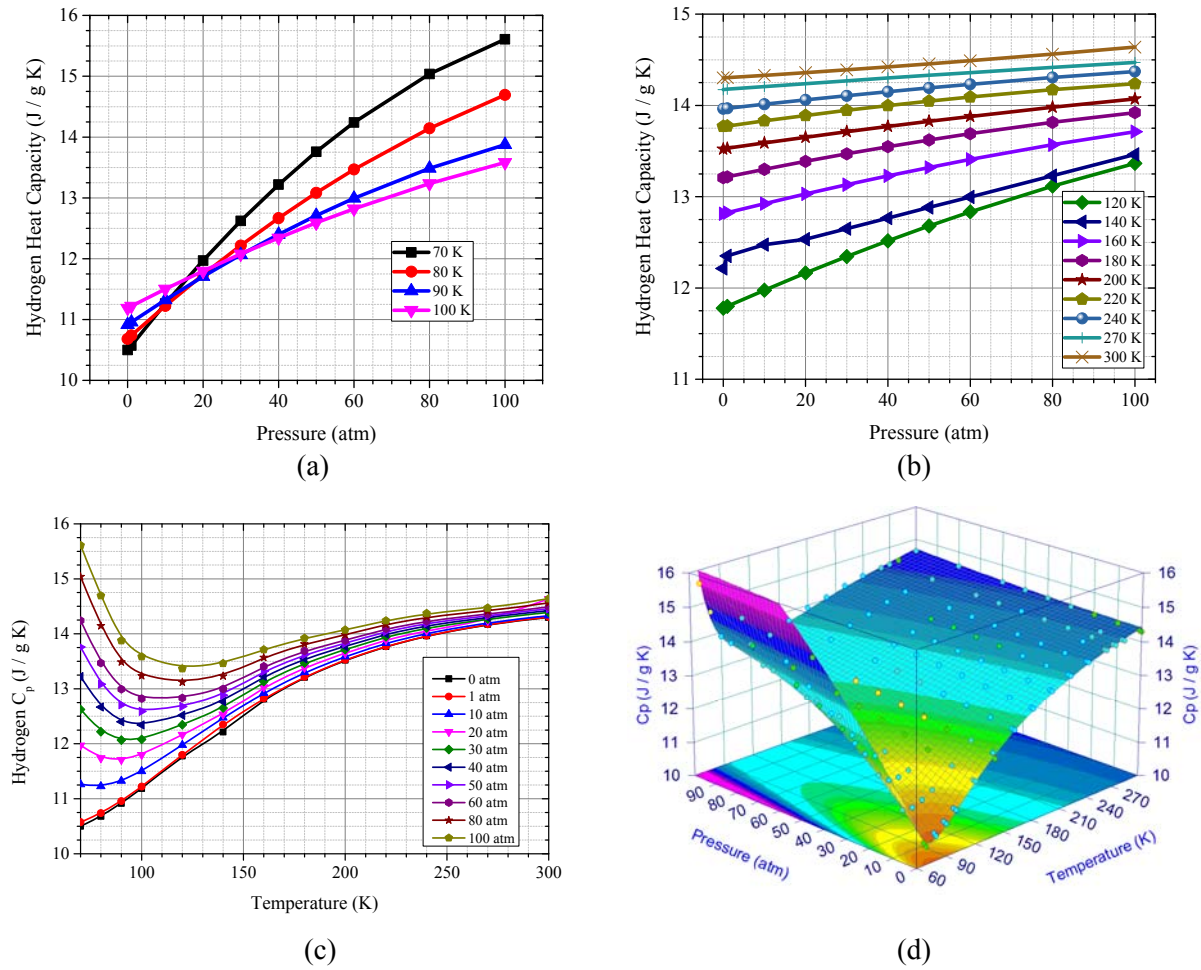 16
15
14
13
12
11
10
0
20
40
60
80
100
Hydrogen Heat Capacity (J / g K)
Pressure (atm)
70 K
80 K
90 K
100 K
(a)
15
14
13
12
11
0
20
40
60
80
100
Hydrogen Heat Capacity (J / g K)
Pressure (atm)
120 K
140 K
160 K
180 K
200 K
220 K
240 K
270 K
300 K
(b)
16
15
14
13
12
11
10
100
150
200
250
300
Hydrogen Cp (J / g K)
Temperature (K)
0 atm
1 atm
10 atm
20 atm
30 atm
40 atm
50 atm
60 atm
80 atm
100 atm
(c)
16
15
14
13
12
11
10
Cp (J / g K)
16
15
14
13
12
11
10
Cp (J / g K)
90
80
70
60
50
40
30
20
10
0
Pressure (atm)
60
90
120
150
180
210
240
270
Temperature (K)
(d)